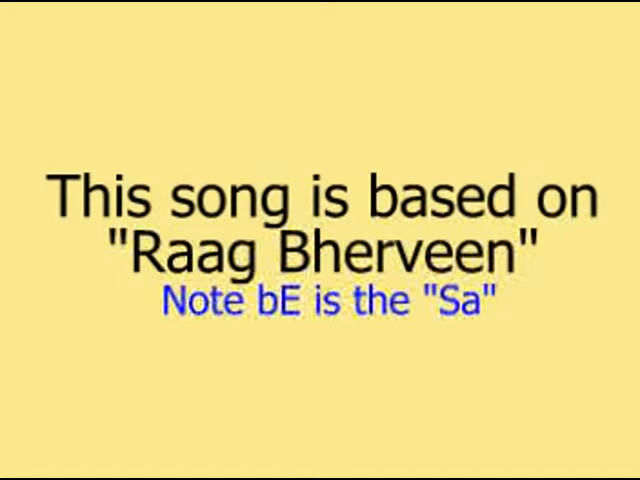 This song is based on
"Raag Bherveen"
Note bE is the "Sa"